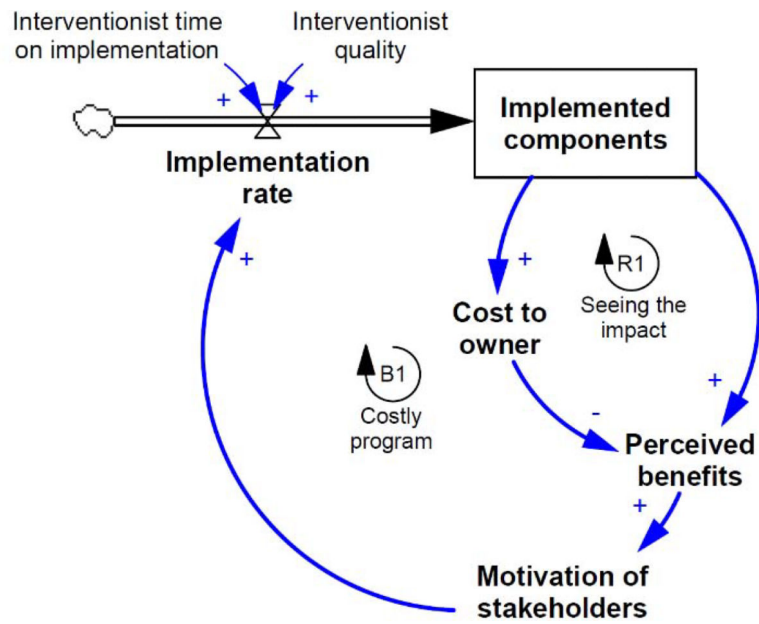 Interventionist time
on implementation
Interventionist
quality
+
+
Implemented
components
Implementation
rate
+
+
R1
Seeing the
impact
Cost to
owner
B1
Costly
program
+
-
Perceived
benefits
+
Motivation of
stakeholders